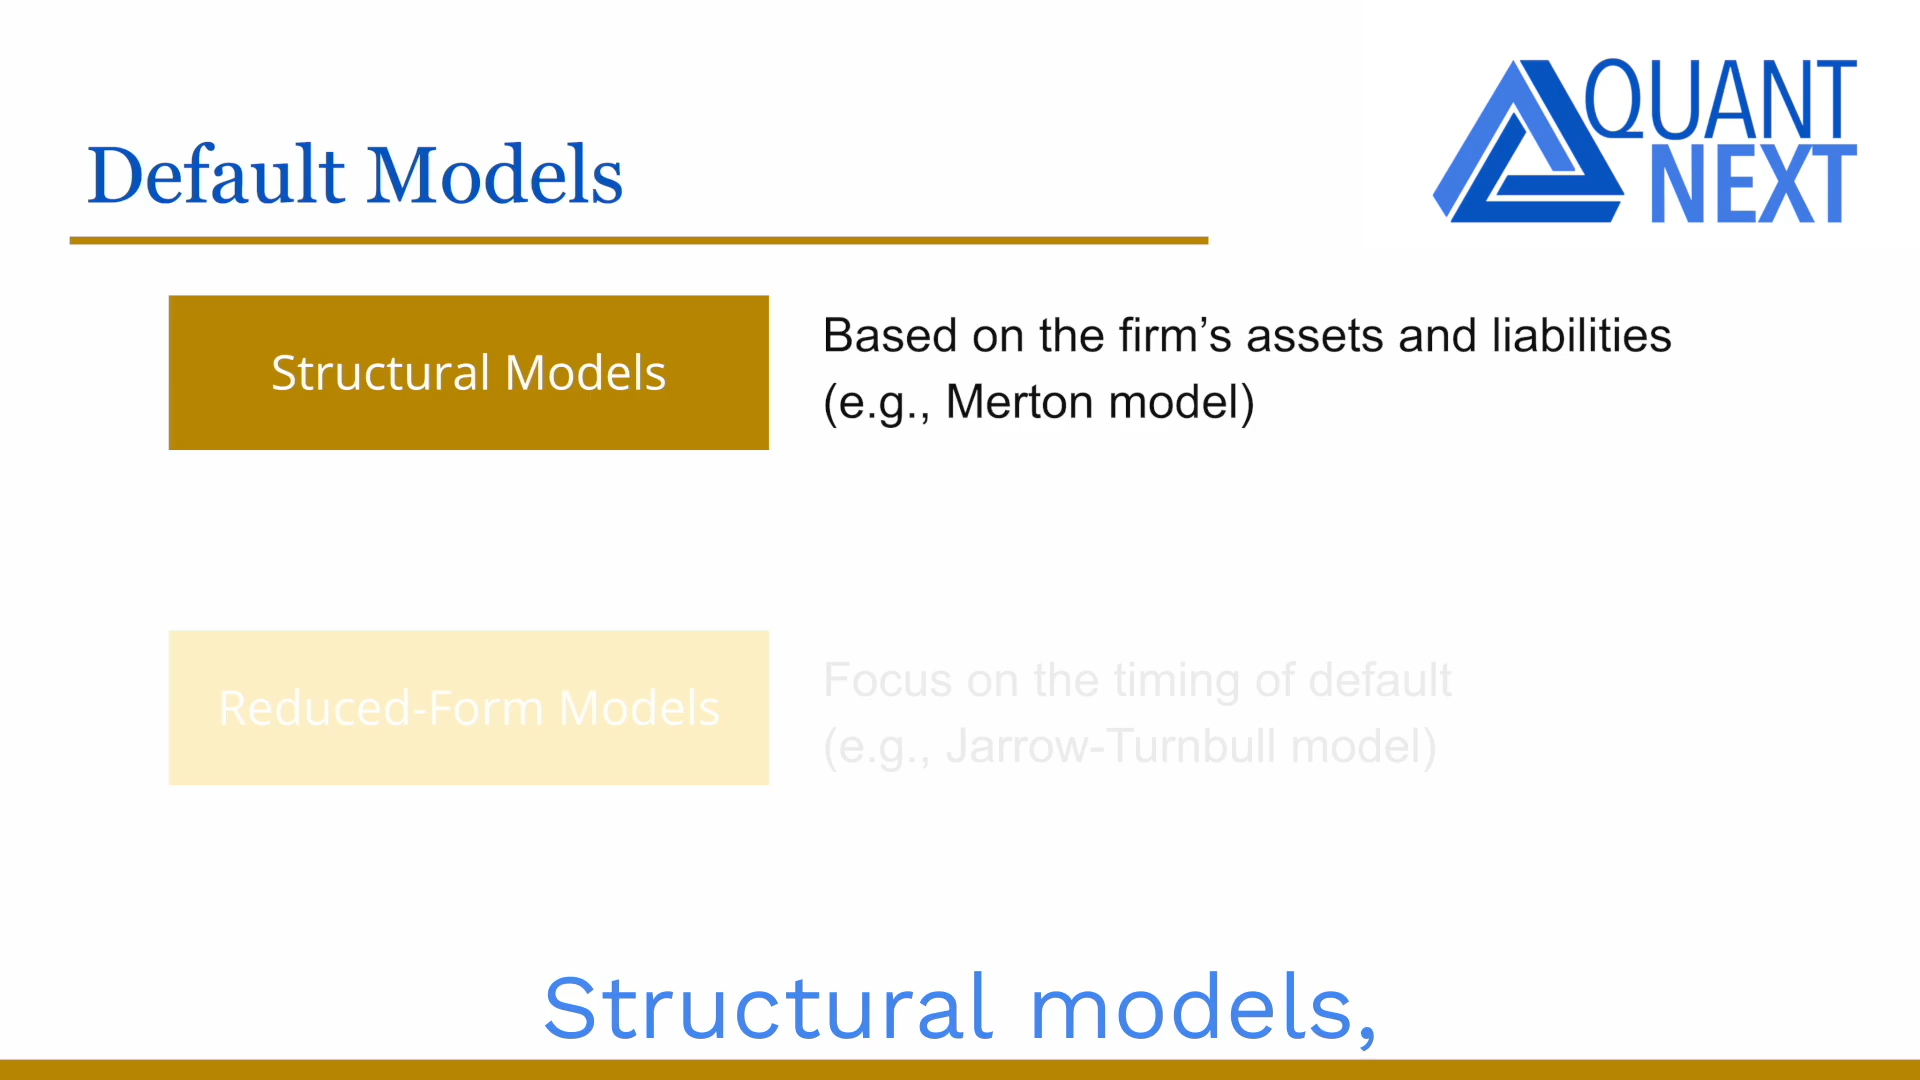 QUANT
NEXT
Default Models
Structural Models
Based on the firm’s assets and liabilities
(e.g., Merton model)
Reduced-Form Models
Focus on the timing of default
(e.g., Jarrow-Turnbull model)
Structural models,